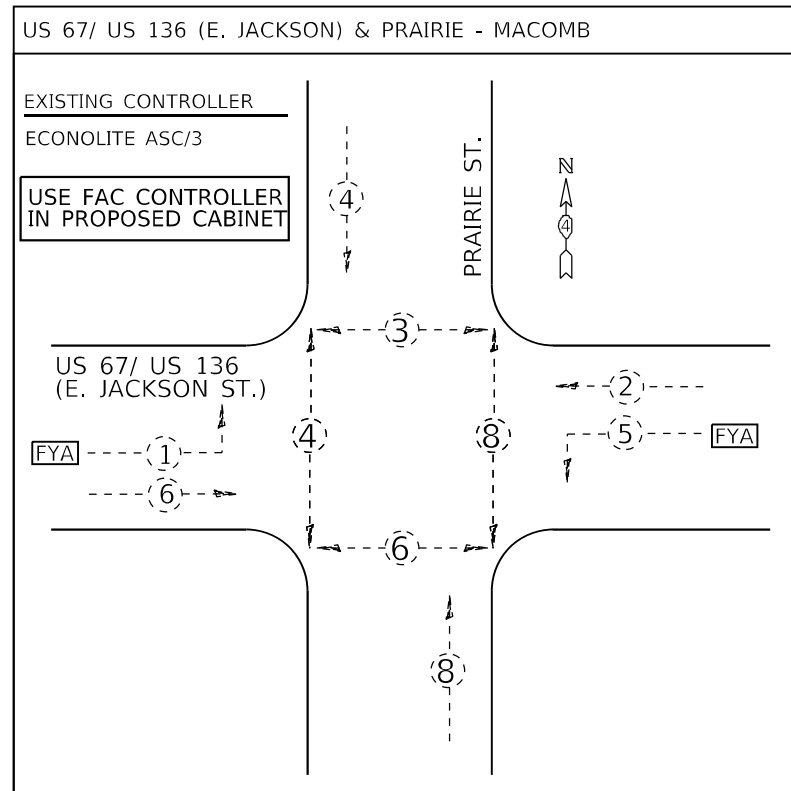 US 67/ US 136 (E. JACKSON) & PRAIRIE - MACOMB
EXISTING CONTROLLER
ECONOLITE ASC/3
USE FAC CONTROLLER
IN PROPOSED CABINET
4
PRAIRIE ST.
N
4
3
US 67/ US 136
(E. JACKSON ST.)
2
FYA
1
4
8
5
FYA
6
6
8